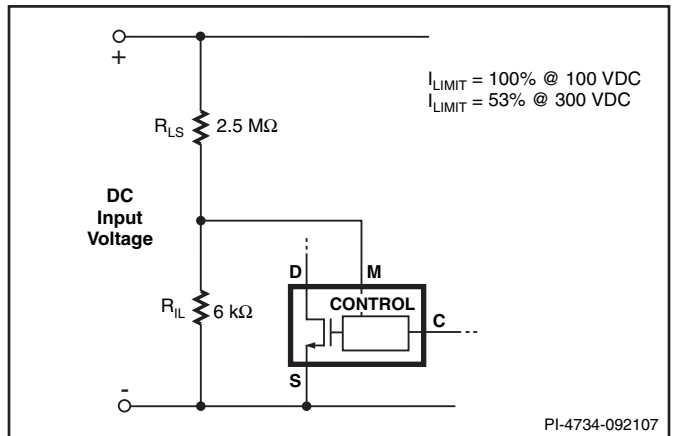 +
I_LIMIT = 100% @ 100 VDC
I_LIMIT = 53% @ 300 VDC
R_LS 2.5 MΩ
DC
Input
Voltage
D M
R_IL 6 kΩ
CONTROL
C
S
-
PI-4734-092107